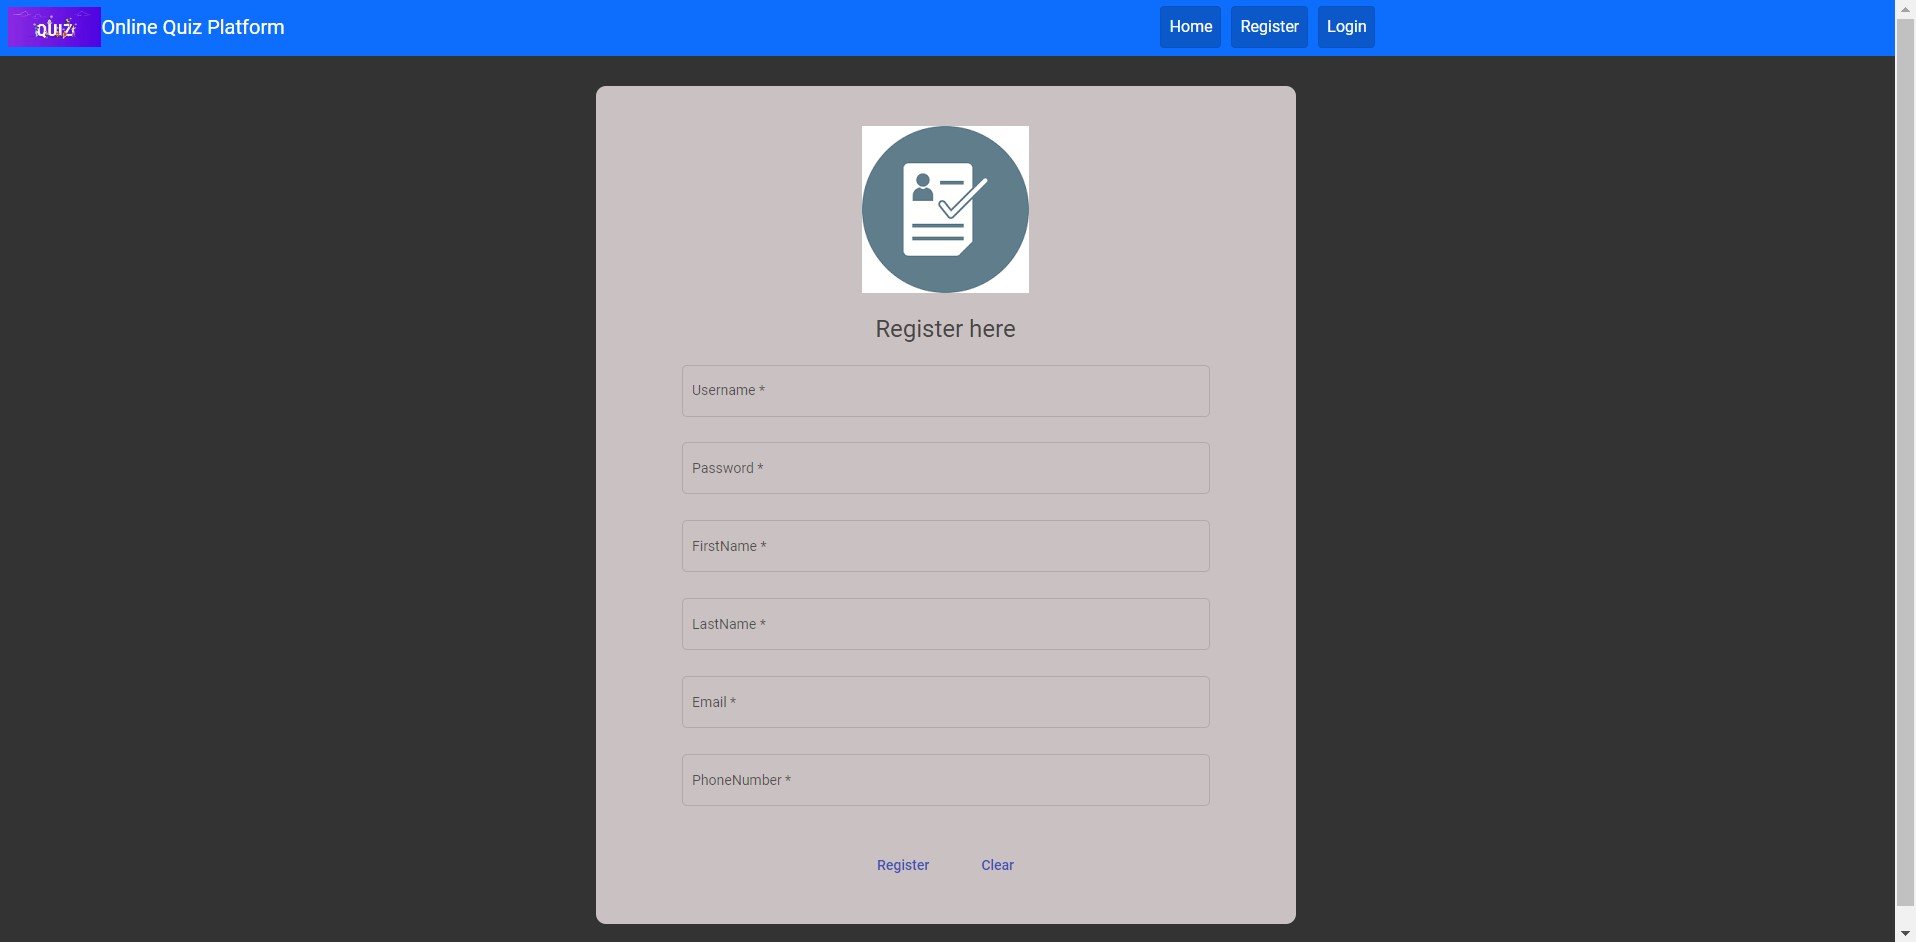 QUIZ Online Quiz Platform Home Register Login
Register here
Username *
Password *
FirstName *
LastName *
Email *
PhoneNumber *
Register Clear